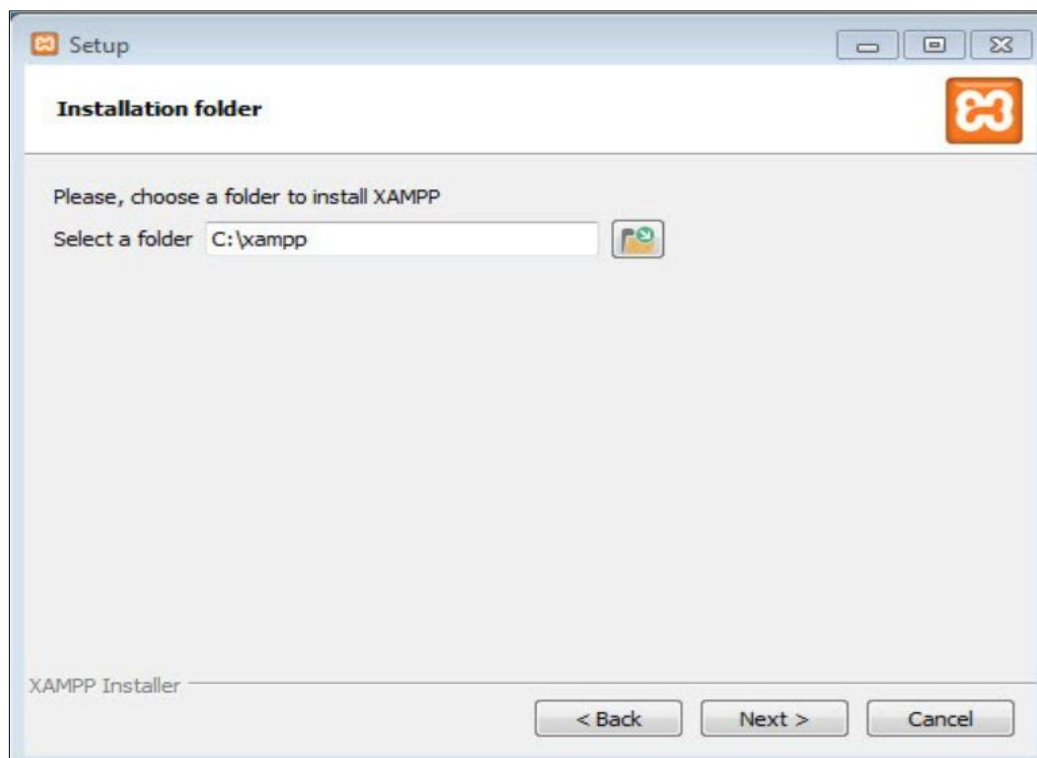 Setup
Installation folder
Please, choose a folder to install XAMPP
Select a folder C:\xampp
XAMPP Installer
< Back Next > Cancel